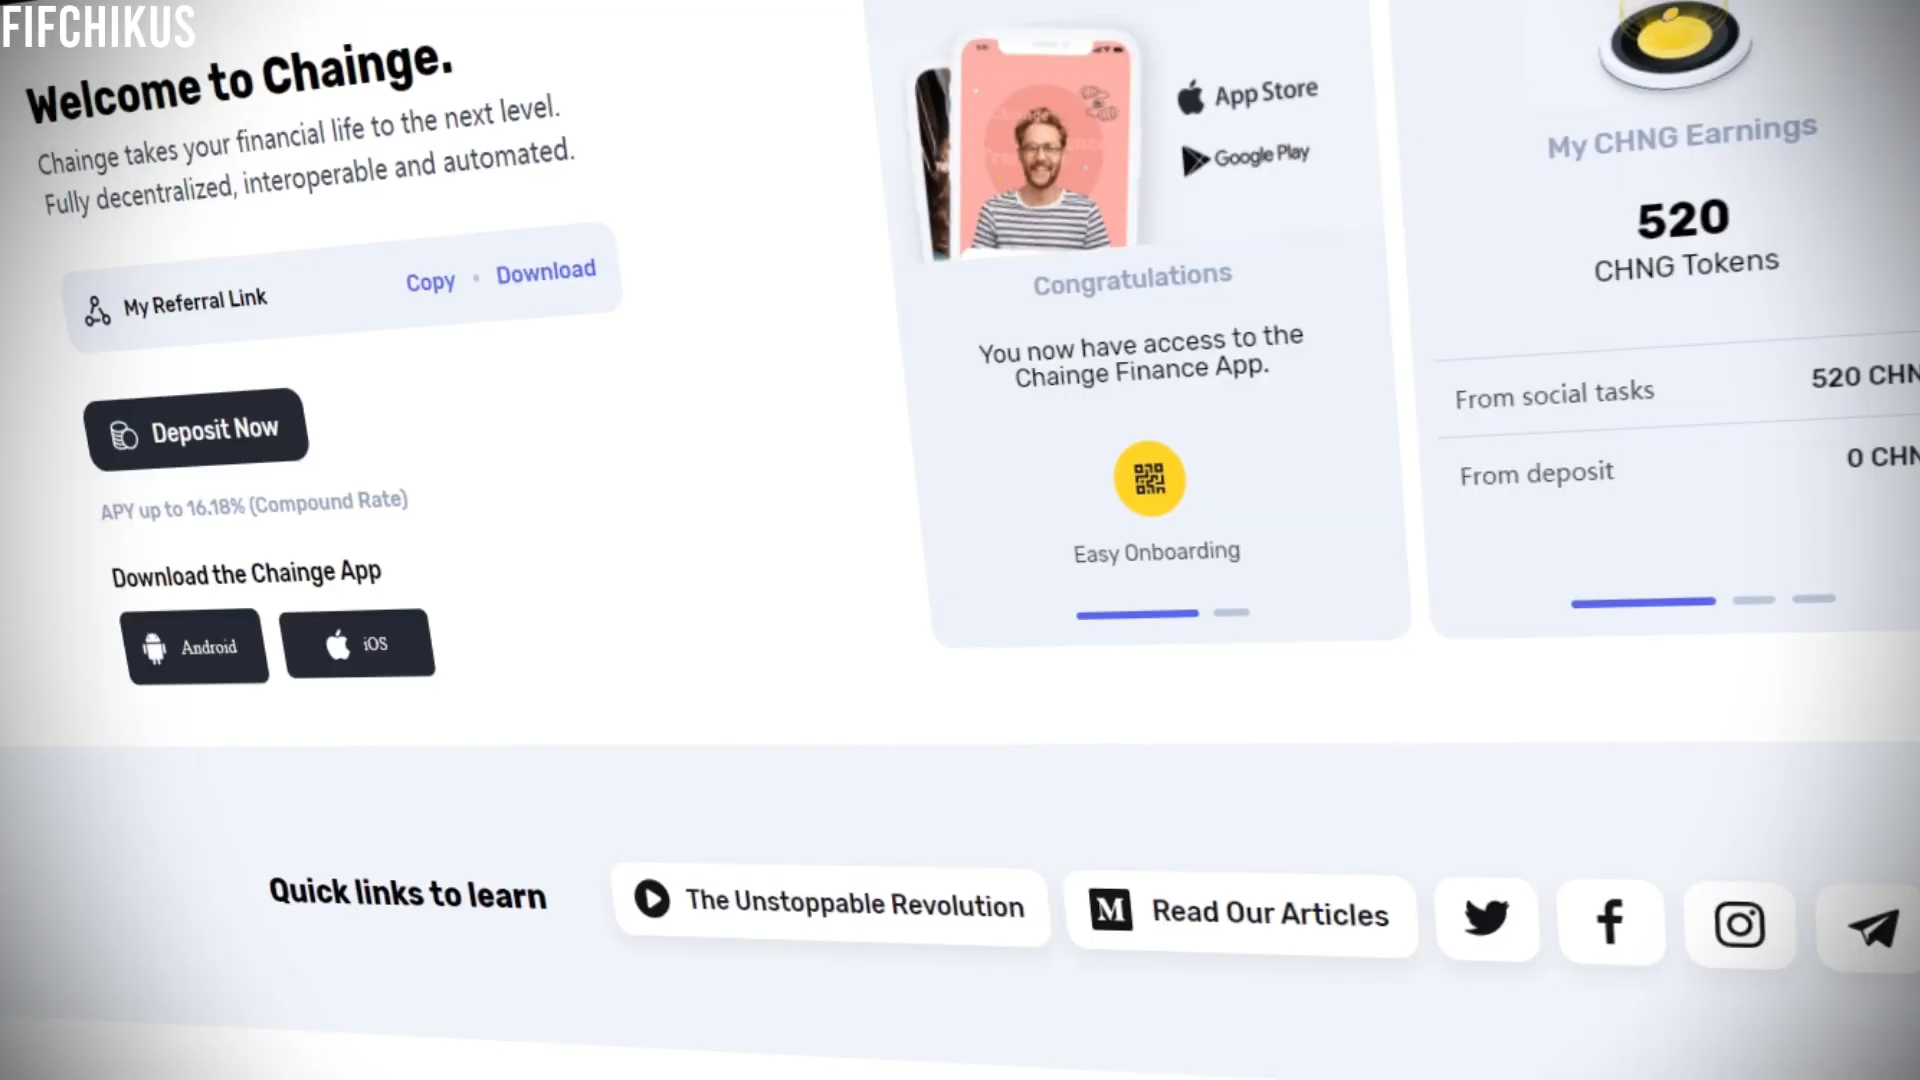 FIFCHIKUS
Welcome to Chainge.
Chainge takes your financial life to the next level.
Fully decentralized, interoperable and automated.
My Referral Link
Copy • Download
Deposit Now
APY up to 16.18% (Compound Rate)
Download the Chainge App
Android
iOS
App Store
Google Play
Congratulations
You now have access to the
Chainge Finance App.
Easy Onboarding
My CHNG Earnings
520
CHNG Tokens
From social tasks
520 CHN
From deposit
0 CHN
Quick links to learn
The Unstoppable Revolution
M
Read Our Articles